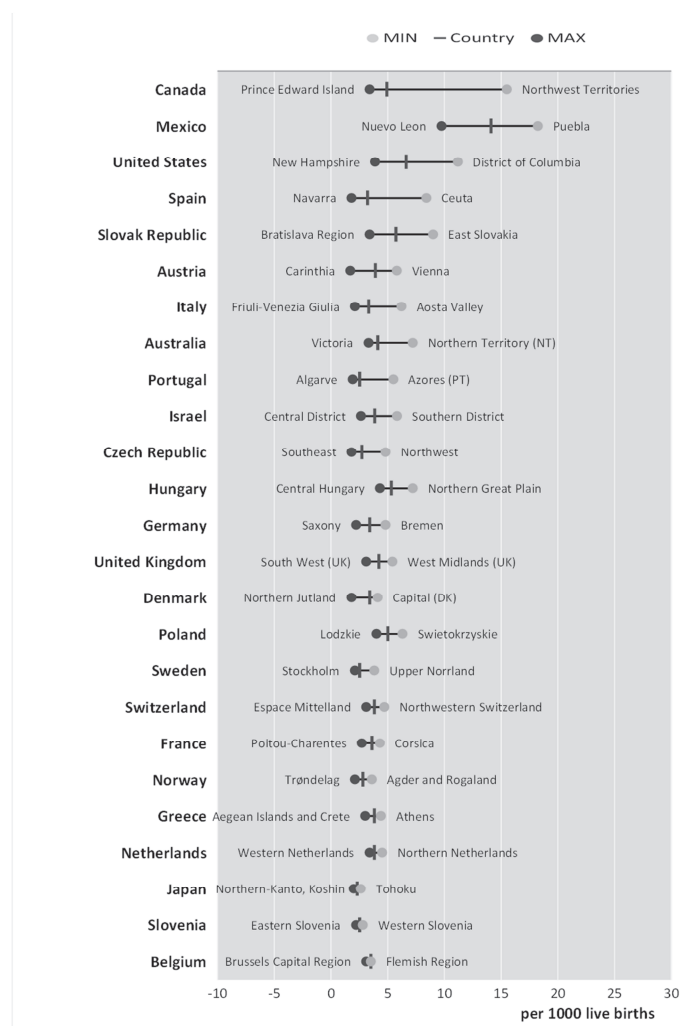 MIN Country MAX
Canada Prince Edward Island Northwest Territories
Mexico Nuevo Leon Puebla
United States New Hampshire District of Columbia
Spain Navarra Ceuta
Slovak Republic Bratislava Region East Slovakia
Austria Carinthia Vienna
Italy Friuli-Venezia Giulia Aosta Valley
Australia Victoria Northern Territory (NT)
Portugal Algarve Azores (PT)
Israel Central District Southern District
Czech Republic Southeast Northwest
Hungary Central Hungary Northern Great Plain
Germany Saxony Bremen
United Kingdom South West (UK) West Midlands (UK)
Denmark Northern Jutland Capital (DK)
Poland Lodzkie Swietokrzyskie
Sweden Stockholm Upper Norrland
Switzerland Espace Mittelland Northwestern Switzerland
France Poitou-Charentes Corsica
Norway Trøndelag Agder and Rogaland
Greece Aegean Islands and Crete Athens
Netherlands Western Netherlands Northern Netherlands
Japan Northern-Kanto, Koshin Tohoku
Slovenia Eastern Slovenia Western Slovenia
Belgium Brussels Capital Region Flemish Region
-10 -5 0 5 10 15 20 25 30
per 1000 live births